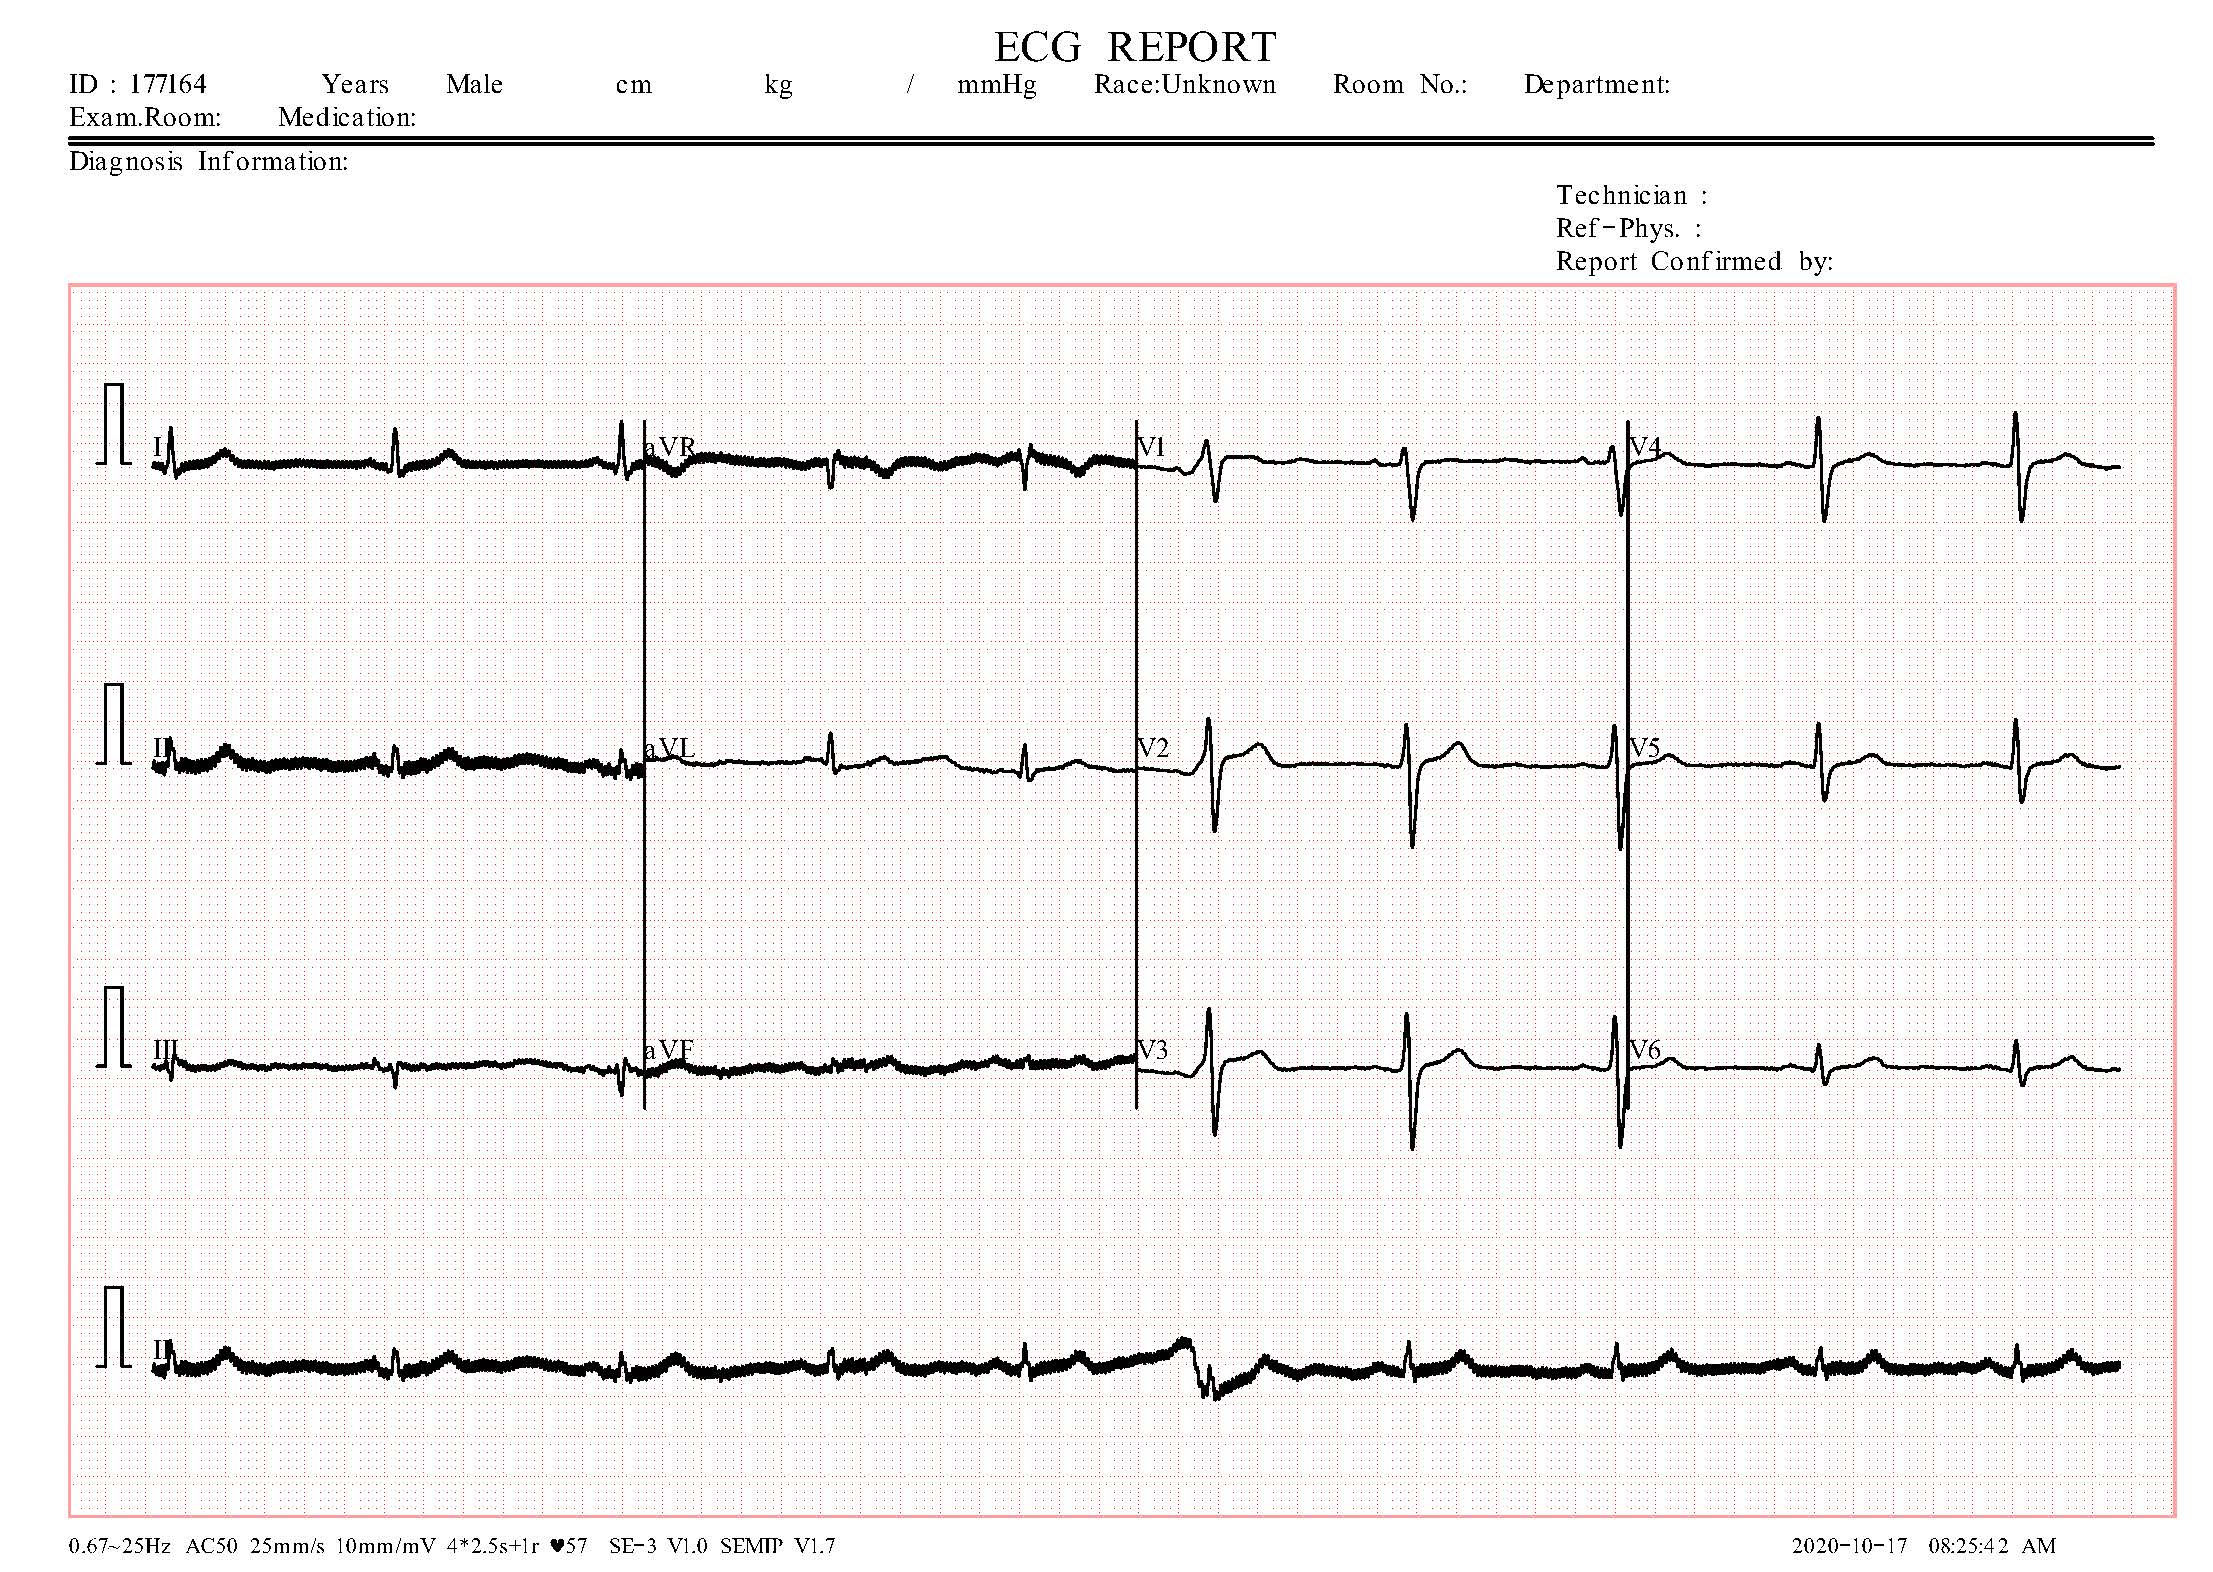 ECG REPORT
ID : 177164 Years Male cm kg / mmHg Race:Unknown Room No.: Department:
Exam.Room: Medication:
Diagnosis Information:
Technician :
Ref-Phys. :
Report Confirmed by:
I aVR V1 V4
II aVL V2 V5
III aVF V3 V6
II
0.67~25Hz AC50 25mm/s 10mm/mV 4*2.5s+1r ♥57 SE-3 V1.0 SEMIP V1.7 2020-10-17 08:25:42 AM